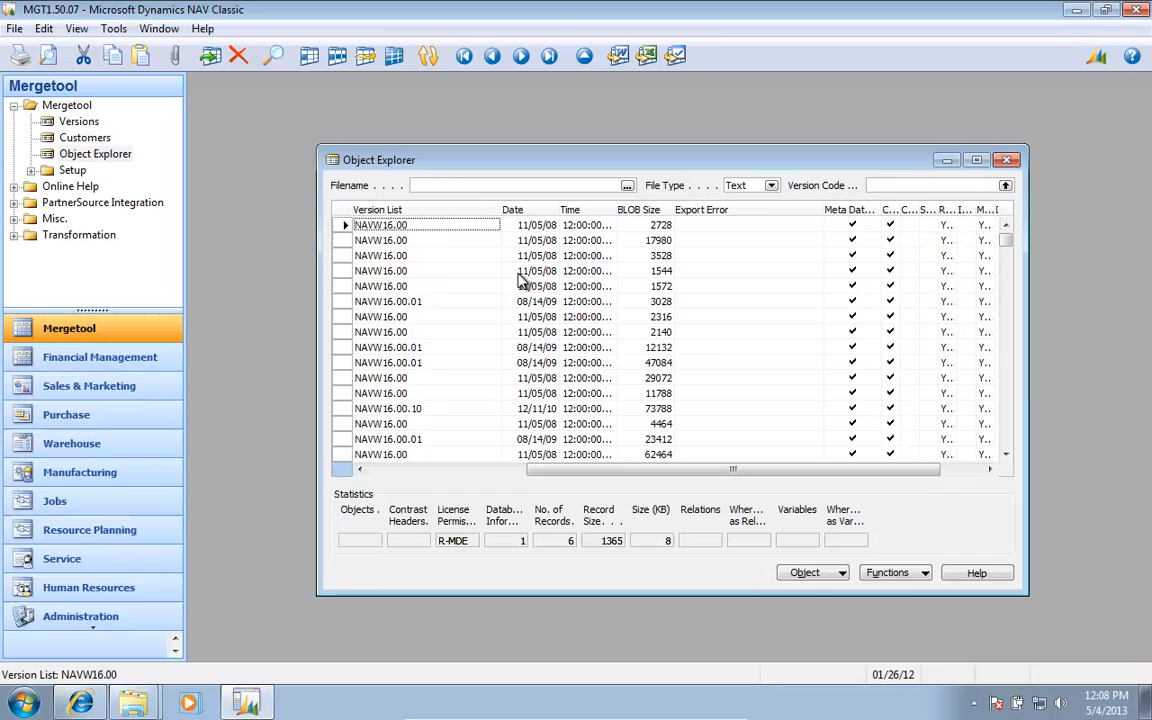 MGT1.50.07 - Microsoft Dynamics NAV Classic
File Edit View Tools Window Help
Mergetool
Mergetool
Versions
Customers
Object Explorer
Setup
Online Help
PartnerSource Integration
Misc.
Transformation
Mergetool
Financial Management
Sales & Marketing
Purchase
Warehouse
Manufacturing
Jobs
Resource Planning
Service
Human Resources
Administration
Object Explorer
Filename . . . . File Type . . . . Text Version Code ...
Version List Date Time BLOB Size Export Error Meta Dat... C... C... S... R... I... M...
NAVW16.00 11/05/08 12:00:00... 2728 Y.. Y..
NAVW16.00 11/05/08 12:00:00... 17980 Y.. Y..
NAVW16.00 11/05/08 12:00:00... 3528 Y.. Y..
NAVW16.00 11/05/08 12:00:00... 1544 Y.. Y..
NAVW16.00 11/05/08 12:00:00... 1572 Y.. Y..
NAVW16.00.01 08/14/09 12:00:00... 3028 Y.. Y..
NAVW16.00 11/05/08 12:00:00... 2316 Y.. Y..
NAVW16.00 11/05/08 12:00:00... 2140 Y.. Y..
NAVW16.00.01 08/14/09 12:00:00... 12132 Y.. Y..
NAVW16.00.01 08/14/09 12:00:00... 47084 Y.. Y..
NAVW16.00 11/05/08 12:00:00... 29072 Y.. Y..
NAVW16.00 11/05/08 12:00:00... 11788 Y.. Y..
NAVW16.00.10 12/11/10 12:00:00... 73788 Y.. Y..
NAVW16.00 11/05/08 12:00:00... 4464 Y.. Y..
NAVW16.00.01 08/14/09 12:00:00... 23412 Y.. Y..
NAVW16.00 11/05/08 12:00:00... 62464 Y.. Y..
Statistics
Objects . Contrast License Datab... No. of Record Size (KB) Relations Wher... Variables Wher...
Headers. Permis... Infor... Records. Size. . . as Rel... as Var...
R-MDE 1 6 1365 8
Object Functions Help
Version List: NAVW16.00 01/26/12
12:08 PM
5/4/2013